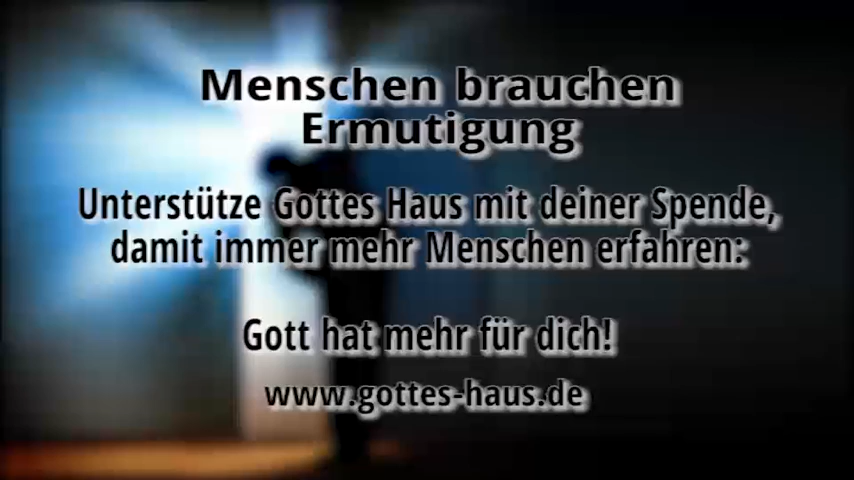 Menschen brauchen
Ermutigung
Unterstütze Gottes Haus mit deiner Spende,
damit immer mehr Menschen erfahren:
Gott hat mehr für dich!
www.gottes-haus.de